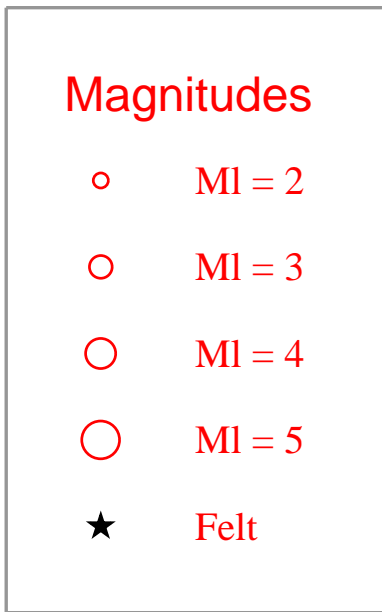 Magnitudes
Ml = 2
Ml = 3
Ml = 4
Ml = 5
Felt